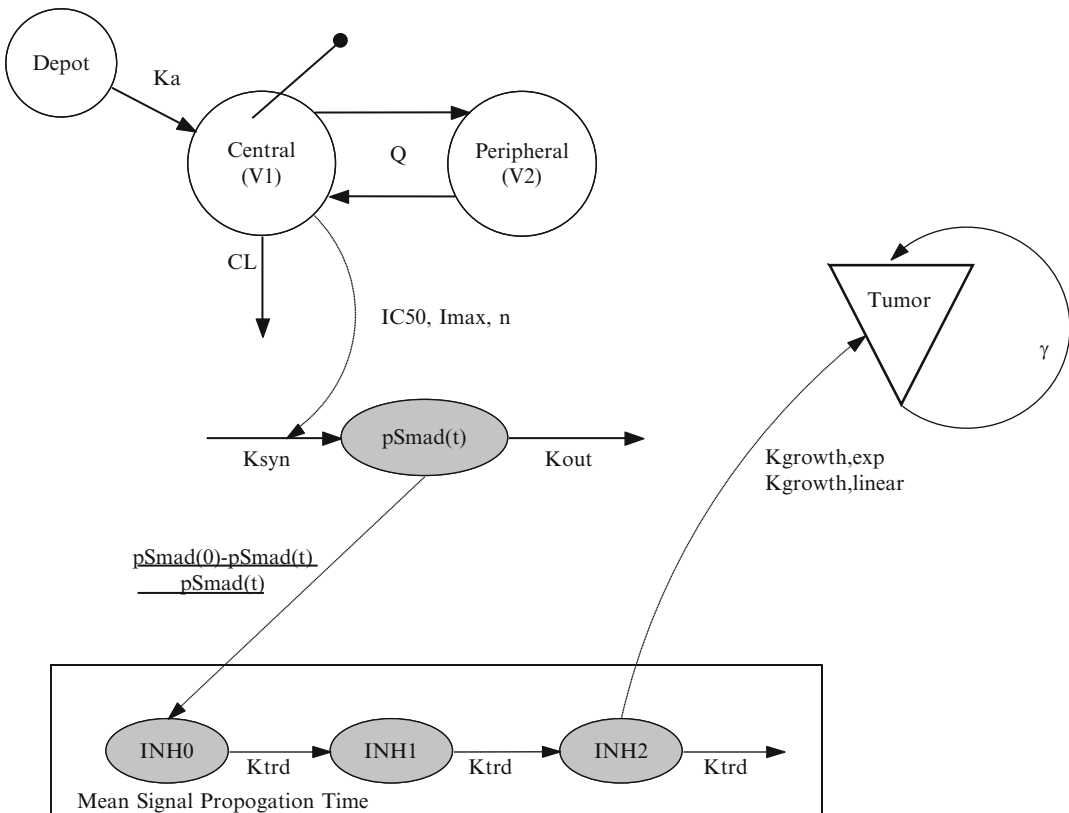 Depot
Ka
Central
(V1)
Q
Peripheral
(V2)
CL
IC50, Imax, n
Tumor
γ
Ksyn
pSmad(t)
Kout
Kgrowth,exp
Kgrowth,linear
pSmad(0)-pSmad(t)
pSmad(t)
INH0
Ktrd
INH1
Ktrd
INH2
Ktrd
Mean Signal Propogation Time